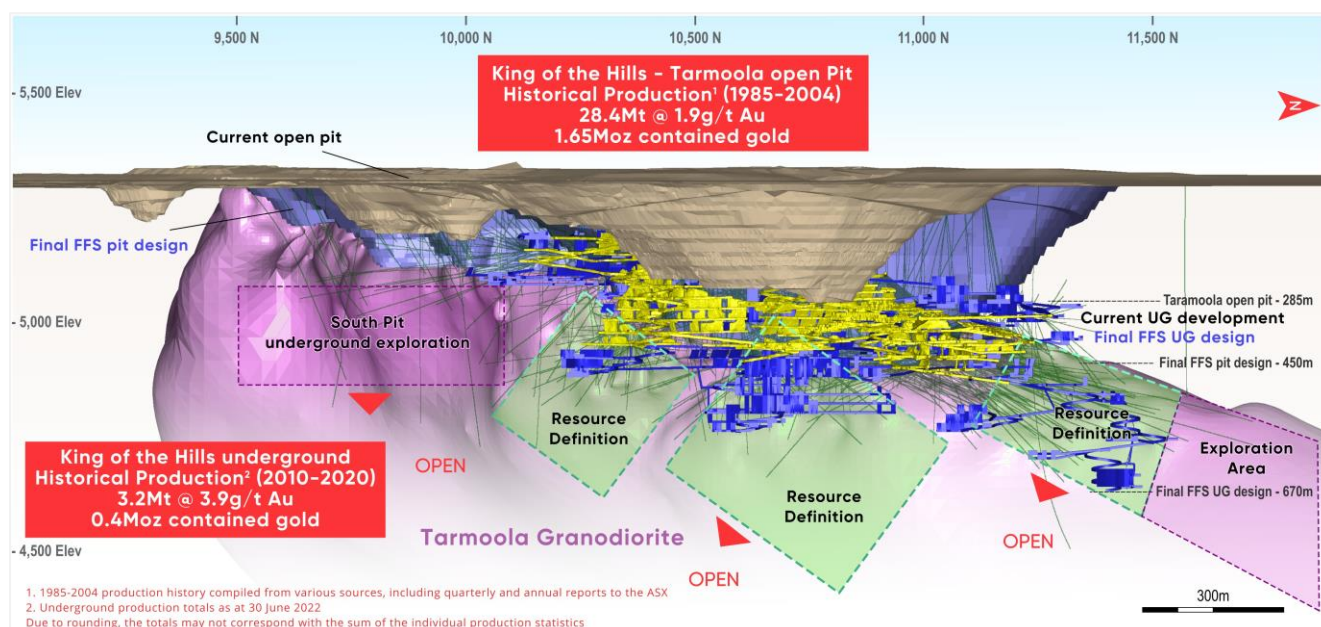 9,500 N
10,000 N
10,500 N
11,000 N
11,500 N
King of the Hills - Tarmoola open Pit
Historical Production¹ (1985-2004)
28.4Mt @ 1.9g/t Au
1.65Moz contained gold
- 5,500 Elev
N
Current open pit
Final FFS pit design
Taramoola open pit - 285m
- 5,000 Elev
Current UG development
South Pit
underground exploration
Final FFS UG design
Final FFS pit design - 450m
Resource
Definition
Resource
Definition
Exploration
Area
King of the Hills underground
Historical Production² (2010-2020)
3.2Mt @ 3.9g/t Au
0.4Moz contained gold
OPEN
Resource
Definition
Final FFS UG design - 670m
Tarmoola Granodiorite
OPEN
OPEN
- 4,500 Elev
300m
1. 1985-2004 production history compiled from various sources, including quarterly and annual reports to the ASX
2. Underground production totals as at 30 June 2022
Due to rounding, the totals may not correspond with the sum of the individual production statistics